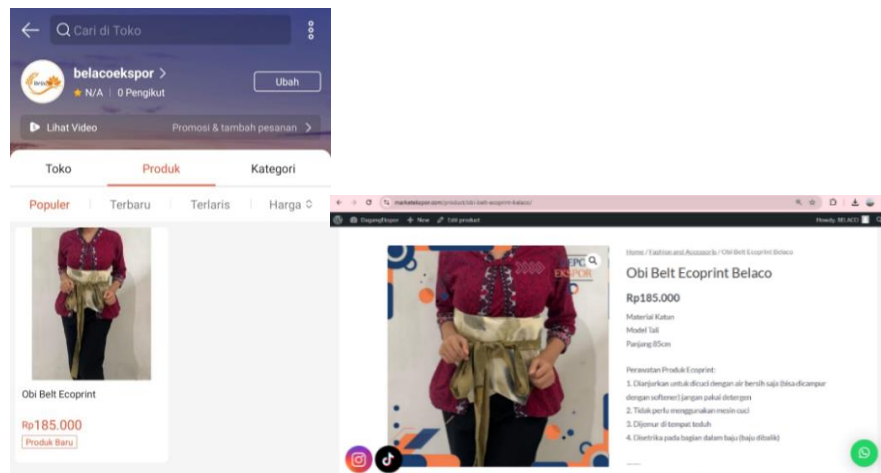 Cari di Toko
belacoekspor >
N/A | 0 Pengikut
Ubah
Lihat Video
Promosi & tambah pesanan >
Toko
Produk
Kategori
Populer
Terbaru
Terlaris
Harga
Obi Belt Ecoprint
Rp185.000
Produk Baru
marketekspor.com/product/obi-belt-ecoprint-belaco/
DagangEkspor
New
Edit product
Howdy, BELACO
EKSPOR
Home / Fashion and Accessoris / Obi Belt Ecoprint Belaco
Obi Belt Ecoprint Belaco
Rp185.000
Material Katun
Model Tali
Panjang 85cm
Perawatan Produk Ecoprint:
1. Dianjurkan untuk dicuci dengan air bersih saja (bisa dicampur
dengan softener) jangan pakai detergen
2. Tidak perlu menggunakan mesin cuci
3. Dijemur di tempat teduh
4. Disetrika pada bagian dalam baju (baju dibalik)